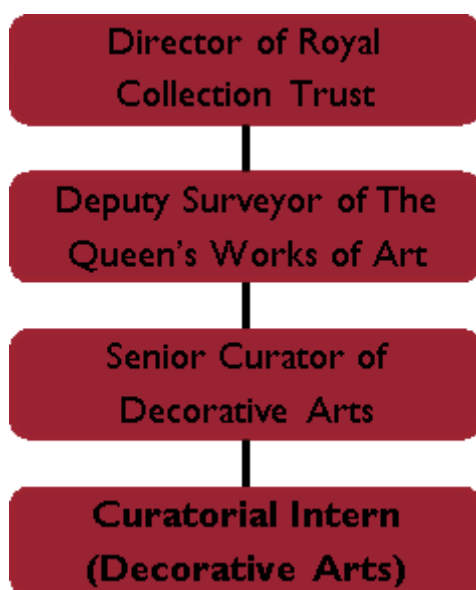 Director of Royal
Collection Trust
Deputy Surveyor of The
Queen's Works of Art
Senior Curator of
Decorative Arts
Curatorial Intern
(Decorative Arts)